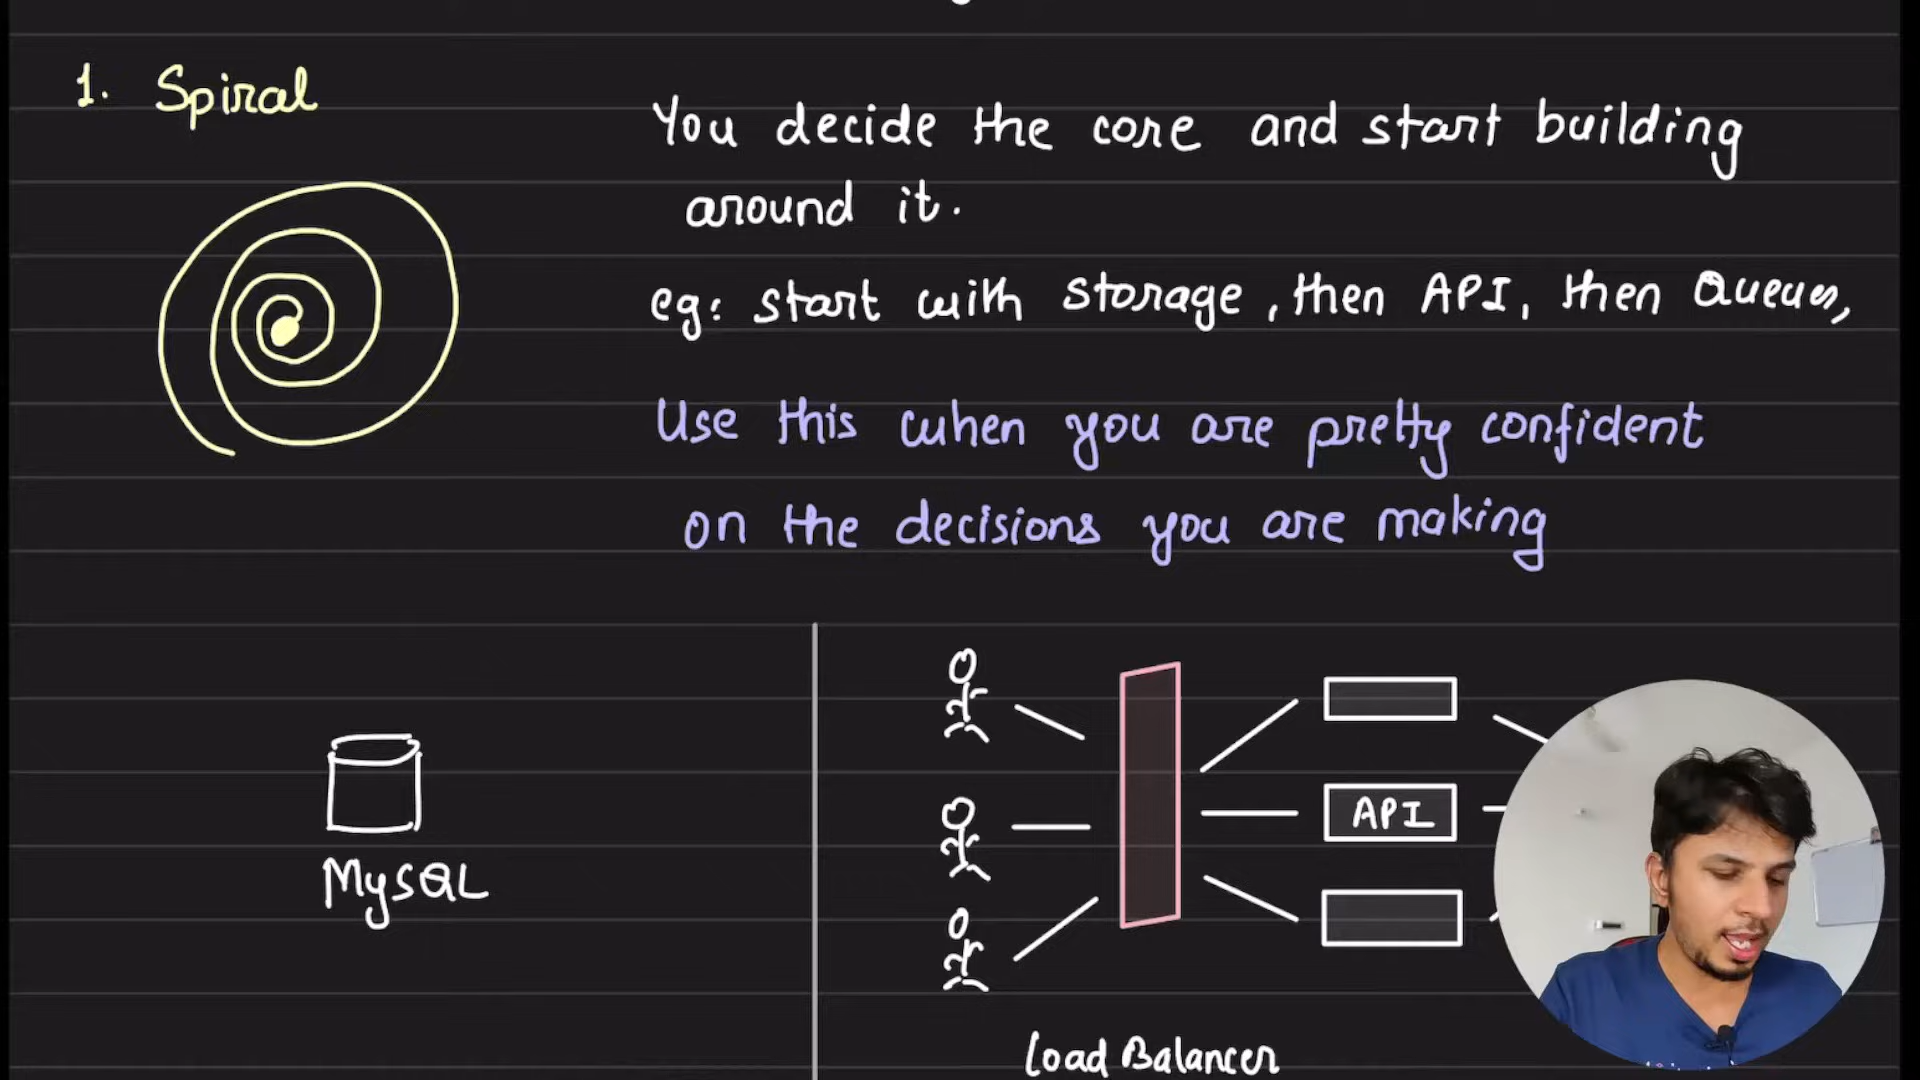 1. Spiral
You decide the core and start building
around it.
eg: start with storage, then API, then Queues,
Use this when you are pretty confident
on the decisions you are making
MySQL
API
Load Balancer